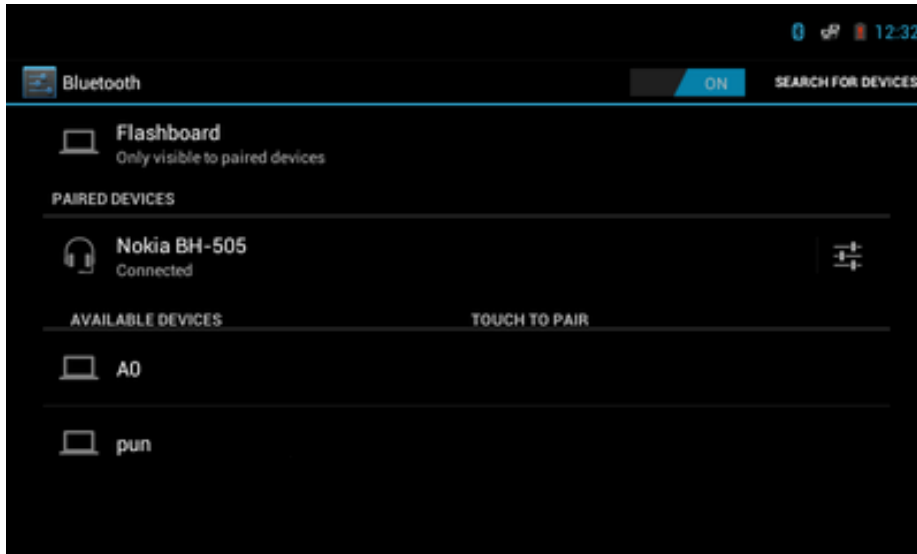 12:32
Bluetooth ON SEARCH FOR DEVICES
Flashboard
Only visible to paired devices
PAIRED DEVICES
Nokia BH-505
Connected
AVAILABLE DEVICES TOUCH TO PAIR
A0
pun